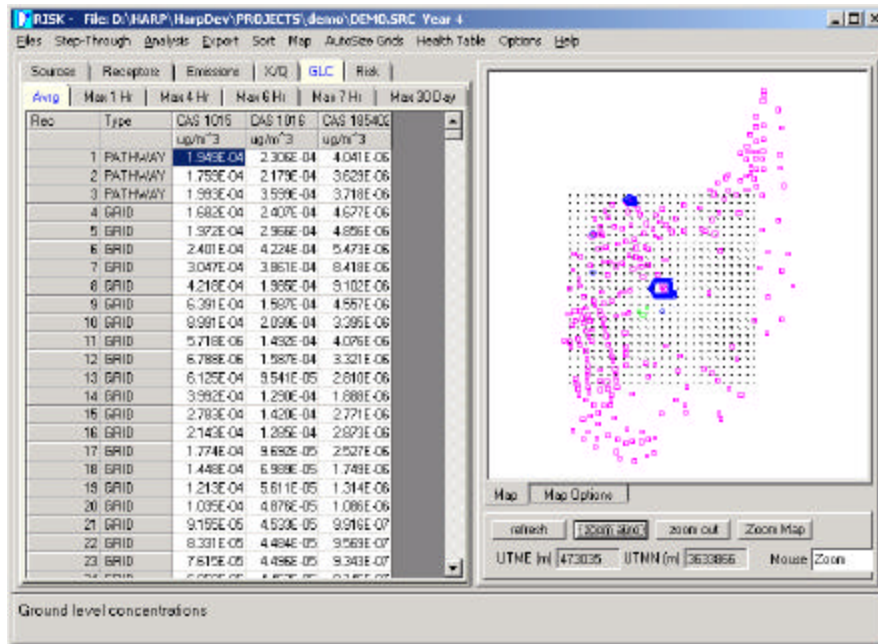 RISK - File: D:\HARP\HarpDev\PROJECTS\demo\DEMO.SRC Year 4
Files Step-Through Analysis Export Sort Map AutoSize Grids Health Table Options Help
Sources Receptors Emissions X/Q GLC Risk
Avrg Max 1 Hr Max 4 Hr Max 6 Hr Max 7 Hr Max 30 Day
Rec Type CAS 1015 CAS 1016 CAS 185402
ug/m^3 ug/m^3 ug/m^3
1 PATHWAY 1.949E-04 2.306E-04 4.041E-06
2 PATHWAY 1.759E-04 2.179E-04 3.629E-06
3 PATHWAY 1.993E-04 3.599E-04 3.718E-06
4 GRID 1.682E-04 2.407E-04 4.677E-06
5 GRID 1.972E-04 2.966E-04 4.856E-06
6 GRID 2.401E-04 4.224E-04 5.473E-06
7 GRID 3.047E-04 3.861E-04 8.418E-06
8 GRID 4.218E-04 1.985E-04 9.102E-06
9 GRID 6.391E-04 1.587E-04 4.557E-06
10 GRID 8.991E-04 2.099E-04 3.395E-06
11 GRID 5.718E-06 1.492E-04 4.076E-06
12 GRID 6.788E-06 1.587E-04 3.321E-06
13 GRID 6.125E-04 9.541E-05 2.810E-06
14 GRID 3.992E-04 1.290E-04 1.888E-06
15 GRID 2.783E-04 1.420E-04 2.771E-06
16 GRID 2.143E-04 1.285E-04 2.873E-06
17 GRID 1.774E-04 9.692E-05 2.527E-06
18 GRID 1.448E-04 6.989E-05 1.749E-06
19 GRID 1.213E-04 5.611E-05 1.314E-06
20 GRID 1.035E-04 4.876E-05 1.086E-06
21 GRID 9.155E-05 4.533E-05 9.916E-07
22 GRID 8.331E-05 4.484E-05 9.569E-07
23 GRID 7.615E-05 4.496E-05 9.343E-07
Map Map Options
refresh zoom out Zoom Map
UTME (m) 473035 UTMN (m) 3633866 Mouse Zoom
Ground level concentrations